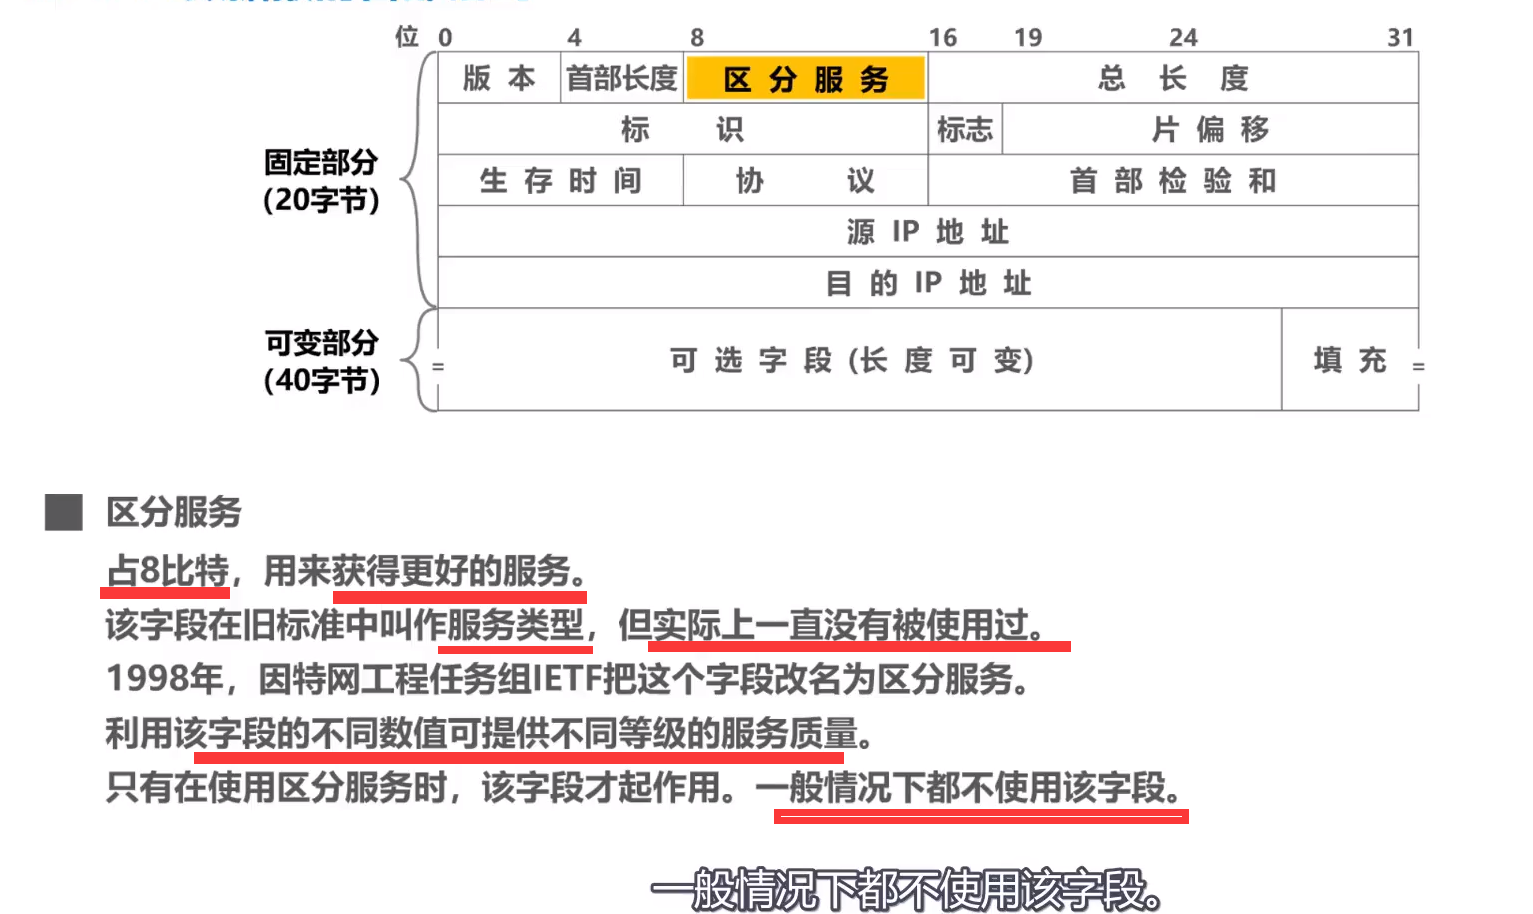 位 0 4 8 16 19 24 31
版 本 首部长度 区 分 服 务 总 长 度
标 识 标志 片 偏 移
固定部分
(20字节)
生 存 时 间 协 议 首 部 检 验 和
源 IP 地 址
目 的 IP 地 址
可变部分
(40字节)
= 可 选 字 段 (长 度 可 变) 填 充 =
区分服务
占8比特，用来获得更好的服务。
该字段在旧标准中叫作服务类型，但实际上一直没有被使用过。
1998年，因特网工程任务组IETF把这个字段改名为区分服务。
利用该字段的不同数值可提供不同等级的服务质量。
只有在使用区分服务时，该字段才起作用。一般情况下都不使用该字段。
一般情况下都不使用该字段。